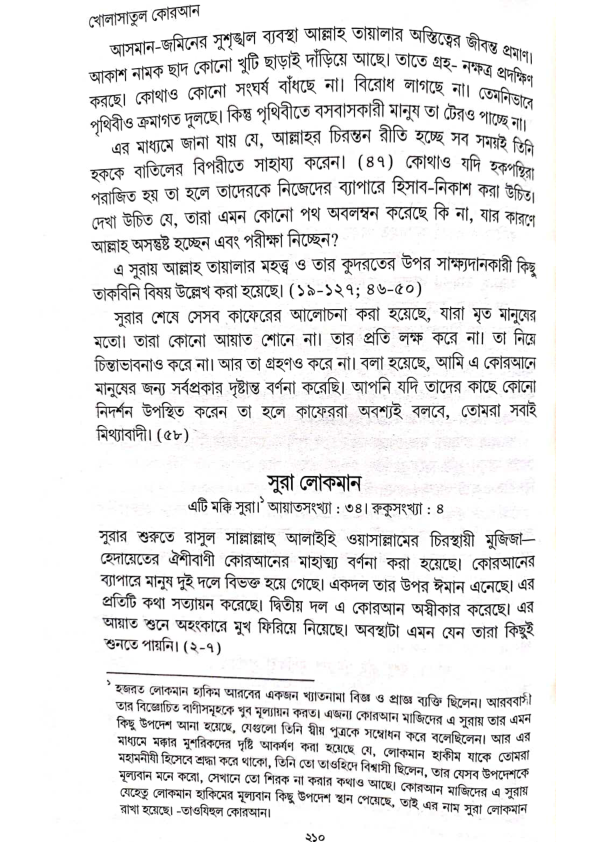 খোলাসাতুল কোরআন
আসমান-জমিনের সুশৃঙ্খল ব্যবস্থা আল্লাহ তায়ালার অস্তিত্বের জীবন্ত প্রমাণ।
আকাশ নামক ছাদ কোনো খুটি ছাড়াই দাঁড়িয়ে আছে। তাতে গ্রহ- নক্ষত্র প্রদক্ষিণ
করছে। কোথাও কোনো সংঘর্ষ বাঁধছে না। বিরোধ লাগছে না। তেমনিভাবে
পৃথিবীও ক্রমাগত দুলছে। কিন্তু পৃথিবীতে বসবাসকারী মানুষ তা টেরও পাচ্ছে না।
এর মাধ্যমে জানা যায় যে, আল্লাহর চিরন্তন রীতি হচ্ছে সব সময়ই তিনি
হককে বাতিলের বিপরীতে সাহায্য করেন। (৪৭) কোথাও যদি হকপন্থিরা
পরাজিত হয় তা হলে তাদেরকে নিজেদের ব্যাপারে হিসাব-নিকাশ করা উচিত।
দেখা উচিত যে, তারা এমন কোনো পথ অবলম্বন করেছে কি না, যার কারণে
আল্লাহ অসন্তুষ্ট হচ্ছেন এবং পরীক্ষা নিচ্ছেন?
এ সুরায় আল্লাহ তায়ালার মহত্ত্ব ও তার কুদরতের উপর সাক্ষ্যদানকারী কিছু
তাকবিনি বিষয় উল্লেখ করা হয়েছে। (১৯-১২৭; ৪৬-৫০)
সুরার শেষে সেসব কাফেরের আলোচনা করা হয়েছে, যারা মৃত মানুষের
মতো। তারা কোনো আয়াত শোনে না। তার প্রতি লক্ষ করে না। তা নিয়ে
চিন্তাভাবনাও করে না। আর তা গ্রহণও করে না। বলা হয়েছে, আমি এ কোরআনে
মানুষের জন্য সর্বপ্রকার দৃষ্টান্ত বর্ণনা করেছি। আপনি যদি তাদের কাছে কোনো
নিদর্শন উপস্থিত করেন তা হলে কাফেররা অবশ্যই বলবে, তোমরা সবাই
মিথ্যাবাদী। (৫৮)
সুরা লোকমান
এটি মক্কি সুরা।¹ আয়াতসংখ্যা : ৩৪। রুকুসংখ্যা : ৪
সুরার শুরুতে রাসুল সাল্লাল্লাহু আলাইহি ওয়াসাল্লামের চিরস্থায়ী মুজিজা—
হেদায়েতের ঐশীবাণী কোরআনের মাহাত্ম্য বর্ণনা করা হয়েছে। কোরআনের
ব্যাপারে মানুষ দুই দলে বিভক্ত হয়ে গেছে। একদল তার উপর ঈমান এনেছে। এর
প্রতিটি কথা সত্যায়ন করেছে। দ্বিতীয় দল এ কোরআন অস্বীকার করেছে। এর
আয়াত শুনে অহংকারে মুখ ফিরিয়ে নিয়েছে। অবস্থাটা এমন যেন তারা কিছুই
শুনতে পায়নি। (২-৭)
¹ হজরত লোকমান হাকিম আরবের একজন খ্যাতনামা বিজ্ঞ ও প্রাজ্ঞ ব্যক্তি ছিলেন। আরববাসী
তার বিজ্ঞোচিত বাণীসমূহকে খুব মূল্যায়ন করত। এজন্য কোরআন মাজিদের এ সুরায় তার এমন
কিছু উপদেশ আনা হয়েছে, যেগুলো তিনি স্বীয় পুত্রকে সম্বোধন করে বলেছিলেন। আর এর
মাধ্যমে মক্কার মুশরিকদের দৃষ্টি আকর্ণণ করা হয়েছে যে, লোকমান হাকীম যাকে তোমরা
মহামনীষী হিসেবে শ্রদ্ধা করে থাকো, তিনি তো তাওহিদে বিশ্বাসী ছিলেন, তার যেসব উপদেশকে
মূল্যবান মনে করো, সেখানে তো শিরক না করার কথাও আছে। কোরআন মাজিদের এ সুরায়
যেহেতু লোকমান হাকিমের মূল্যবান কিছু উপদেশ স্থান পেয়েছে, তাই এর নাম সুরা লোকমান
রাখা হয়েছে। -তাওযিহুল কোরআন।
২১০